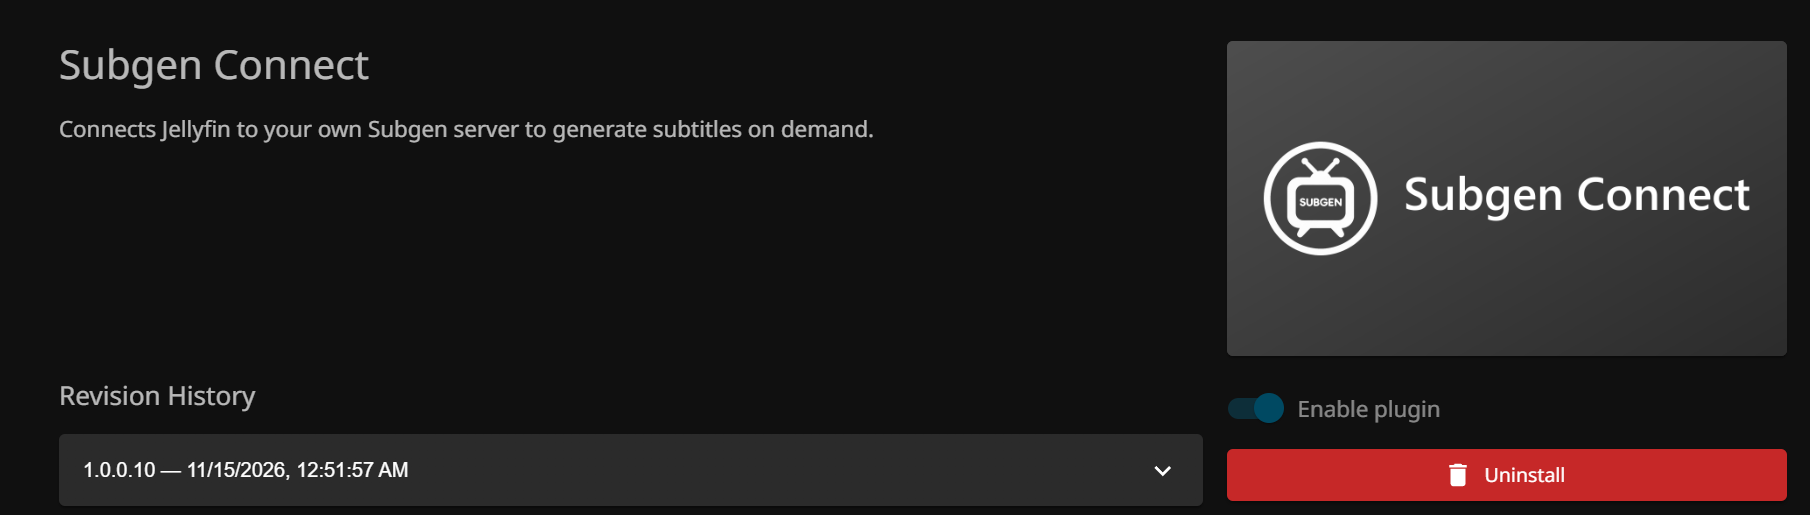 Subgen Connect
Connects Jellyfin to your own Subgen server to generate subtitles on demand.
SUBGEN
Subgen Connect
Revision History
1.0.0.10 — 11/15/2026, 12:51:57 AM
Enable plugin
Uninstall